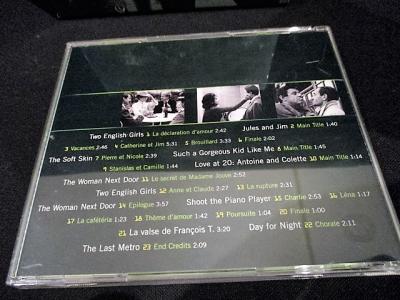 Two English Girls 1 La déclaration d'amour 2:42 Jules and Jim 2 Main Title 1:40
3 Vacances 2:46 4 Catherine et Jim 5:31 5 Brouillard 3:33 6 Finale 2:02
The Soft Skin 7 Pierre et Nicole 2:39 Such a Gorgeous Kid Like Me 8 Main Title 1:45
9 Stanislas et Camille 1:44 Love at 20: Antoine and Colette 10 Main Title 1:14
The Woman Next Door 11 Le secret de Madame Jouve 2:52
Two English Girls 12 Anne et Claude 2:27 13 La rupture 2:31
The Woman Next Door 14 Epilogue 3:57 Shoot the Piano Player 15 Charlie 2:53 16 Léna 1:17
17 La cafétéria 1:23 18 Thème d'amour 1:42 19 Poursuite 1:04 20 Finale 1:00
21 La valse de François T. 3:20 Day for Night 22 Chorale 2:11
The Last Metro 23 End Credits 2:09